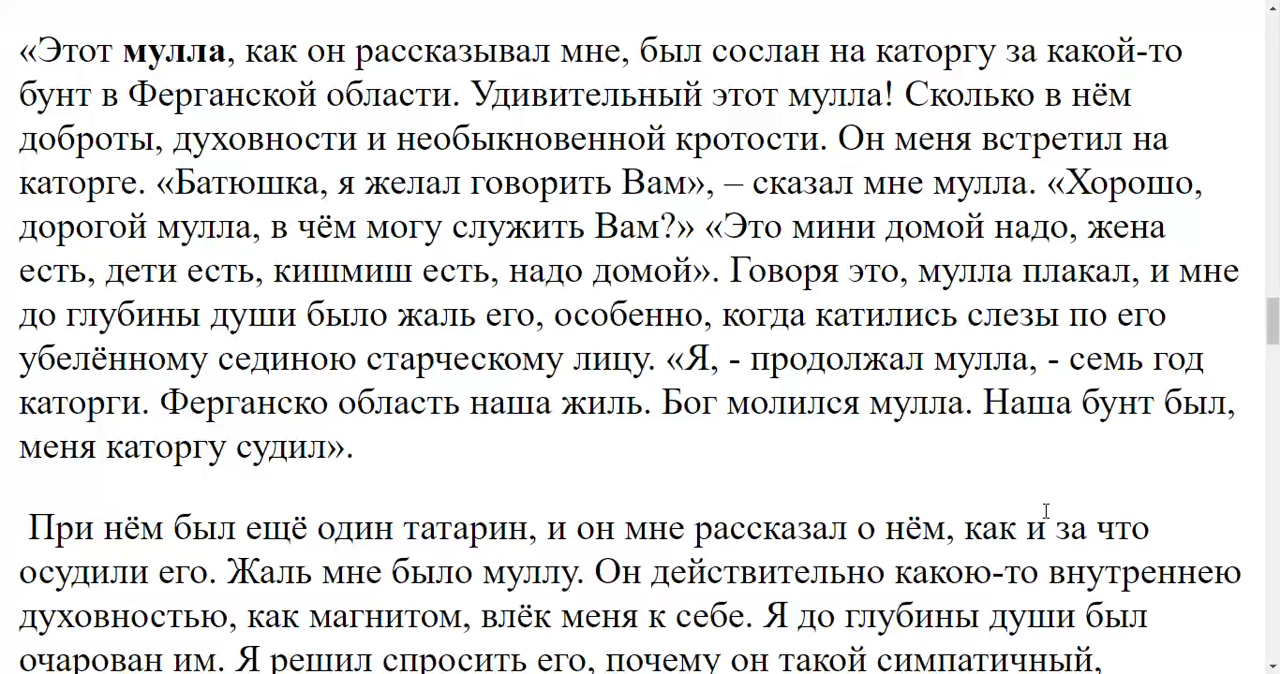 «Этот мулла, как он рассказывал мне, был сослан на каторгу за какой-то
бунт в Ферганской области. Удивительный этот мулла! Сколько в нём
доброты, духовности и необыкновенной кротости. Он меня встретил на
каторге. «Батюшка, я желал говорить Вам», – сказал мне мулла. «Хорошо,
дорогой мулла, в чём могу служить Вам?» «Это мини домой надо, жена
есть, дети есть, кишмиш есть, надо домой». Говоря это, мулла плакал, и мне
до глубины души было жаль его, особенно, когда катились слезы по его
убелённому сединою старческому лицу. «Я, - продолжал мулла, - семь год
каторги. Ферганско область наша жиль. Бог молился мулла. Наша бунт был,
меня каторгу судил».
При нём был ещё один татарин, и он мне рассказал о нём, как и за что
осудили его. Жаль мне было муллу. Он действительно какою-то внутреннею
духовностью, как магнитом, влёк меня к себе. Я до глубины души был
очарован им. Я решил спросить его, почему он такой симпатичный,